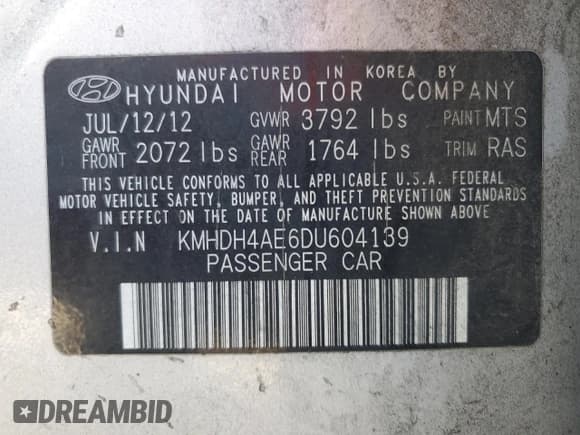 MANUFACTURED IN KOREA BY
HYUNDAI MOTOR COMPANY
JUL/12/12 GVWR 3792 lbs PAINT MTS
GAWR FRONT 2072 lbs GAWR REAR 1764 lbs TRIM RAS
THIS VEHICLE CONFORMS TO ALL APPLICABLE U.S.A. FEDERAL
MOTOR VEHICLE SAFETY, BUMPER, AND THEFT PREVENTION STANDARDS
IN EFFECT ON THE DATE OF MANUFACTURE SHOWN ABOVE
V.I.N KMHDH4AE6DU604139
PASSENGER CAR
DREAMBID